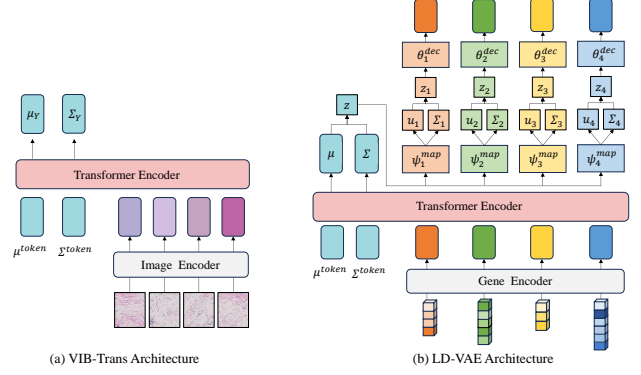 μ_Y Σ_Y
Transformer Encoder
μ^token Σ^token
Image Encoder
(a) VIB-Trans Architecture
θ_1^dec θ_2^dec θ_3^dec θ_4^dec
z z_1 z_2 z_3 z_4
u_1 Σ_1 u_2 Σ_2 u_3 Σ_3 u_4 Σ_4
μ Σ ψ_1^map ψ_2^map ψ_3^map ψ_4^map
Transformer Encoder
μ^token Σ^token
Gene Encoder
(b) LD-VAE Architecture